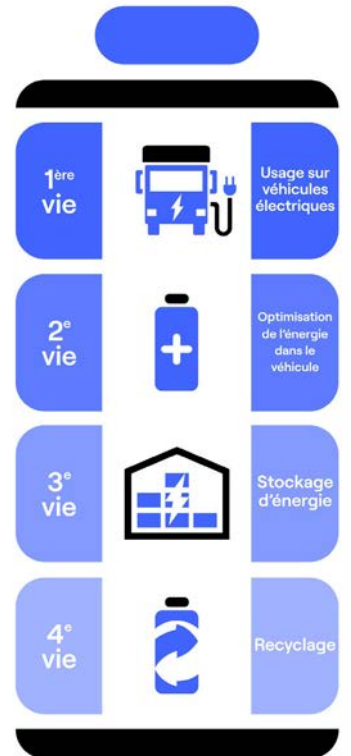 1ère
vie
Usage sur
véhicules
électriques
2e
vie
Optimisation
de l'énergie
dans le
véhicule
3e
vie
Stockage
d'énergie
4e
vie
Recyclage